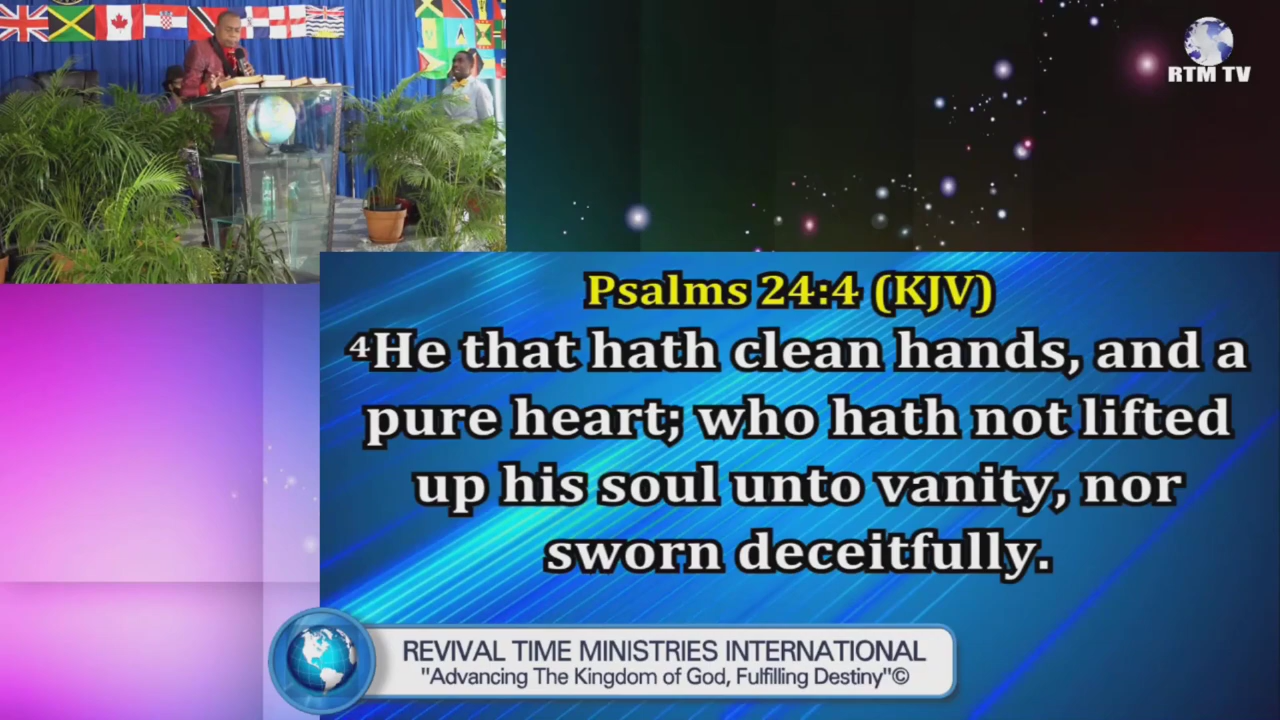 RTM TV
Psalms 24:4 (KJV)
⁴He that hath clean hands, and a
pure heart; who hath not lifted
up his soul unto vanity, nor
sworn deceitfully.
REVIVAL TIME MINISTRIES INTERNATIONAL
"Advancing The Kingdom of God, Fulfilling Destiny"©